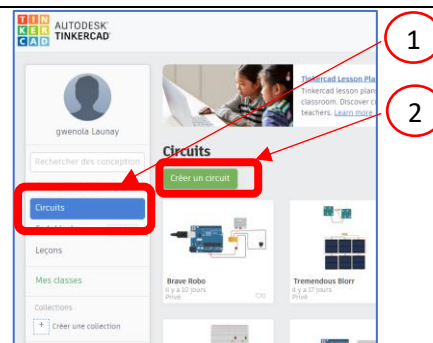 TIN
KER
CAD
AUTODESK
TINKERCAD
1
2
gwenola Launay
Rechercher des conception
Circuits
Leçons
Mes classes
Collections
+ Créer une collection
Tinkercad Lesson Pla
Tinkercad lesson plans
classroom. Discover c
teachers. Learn more
Circuits
Créer un circuit
Brave Robo
il y a 10 jours
Privé
0
Tremendous Blorr
il y a 17 jours
Privé